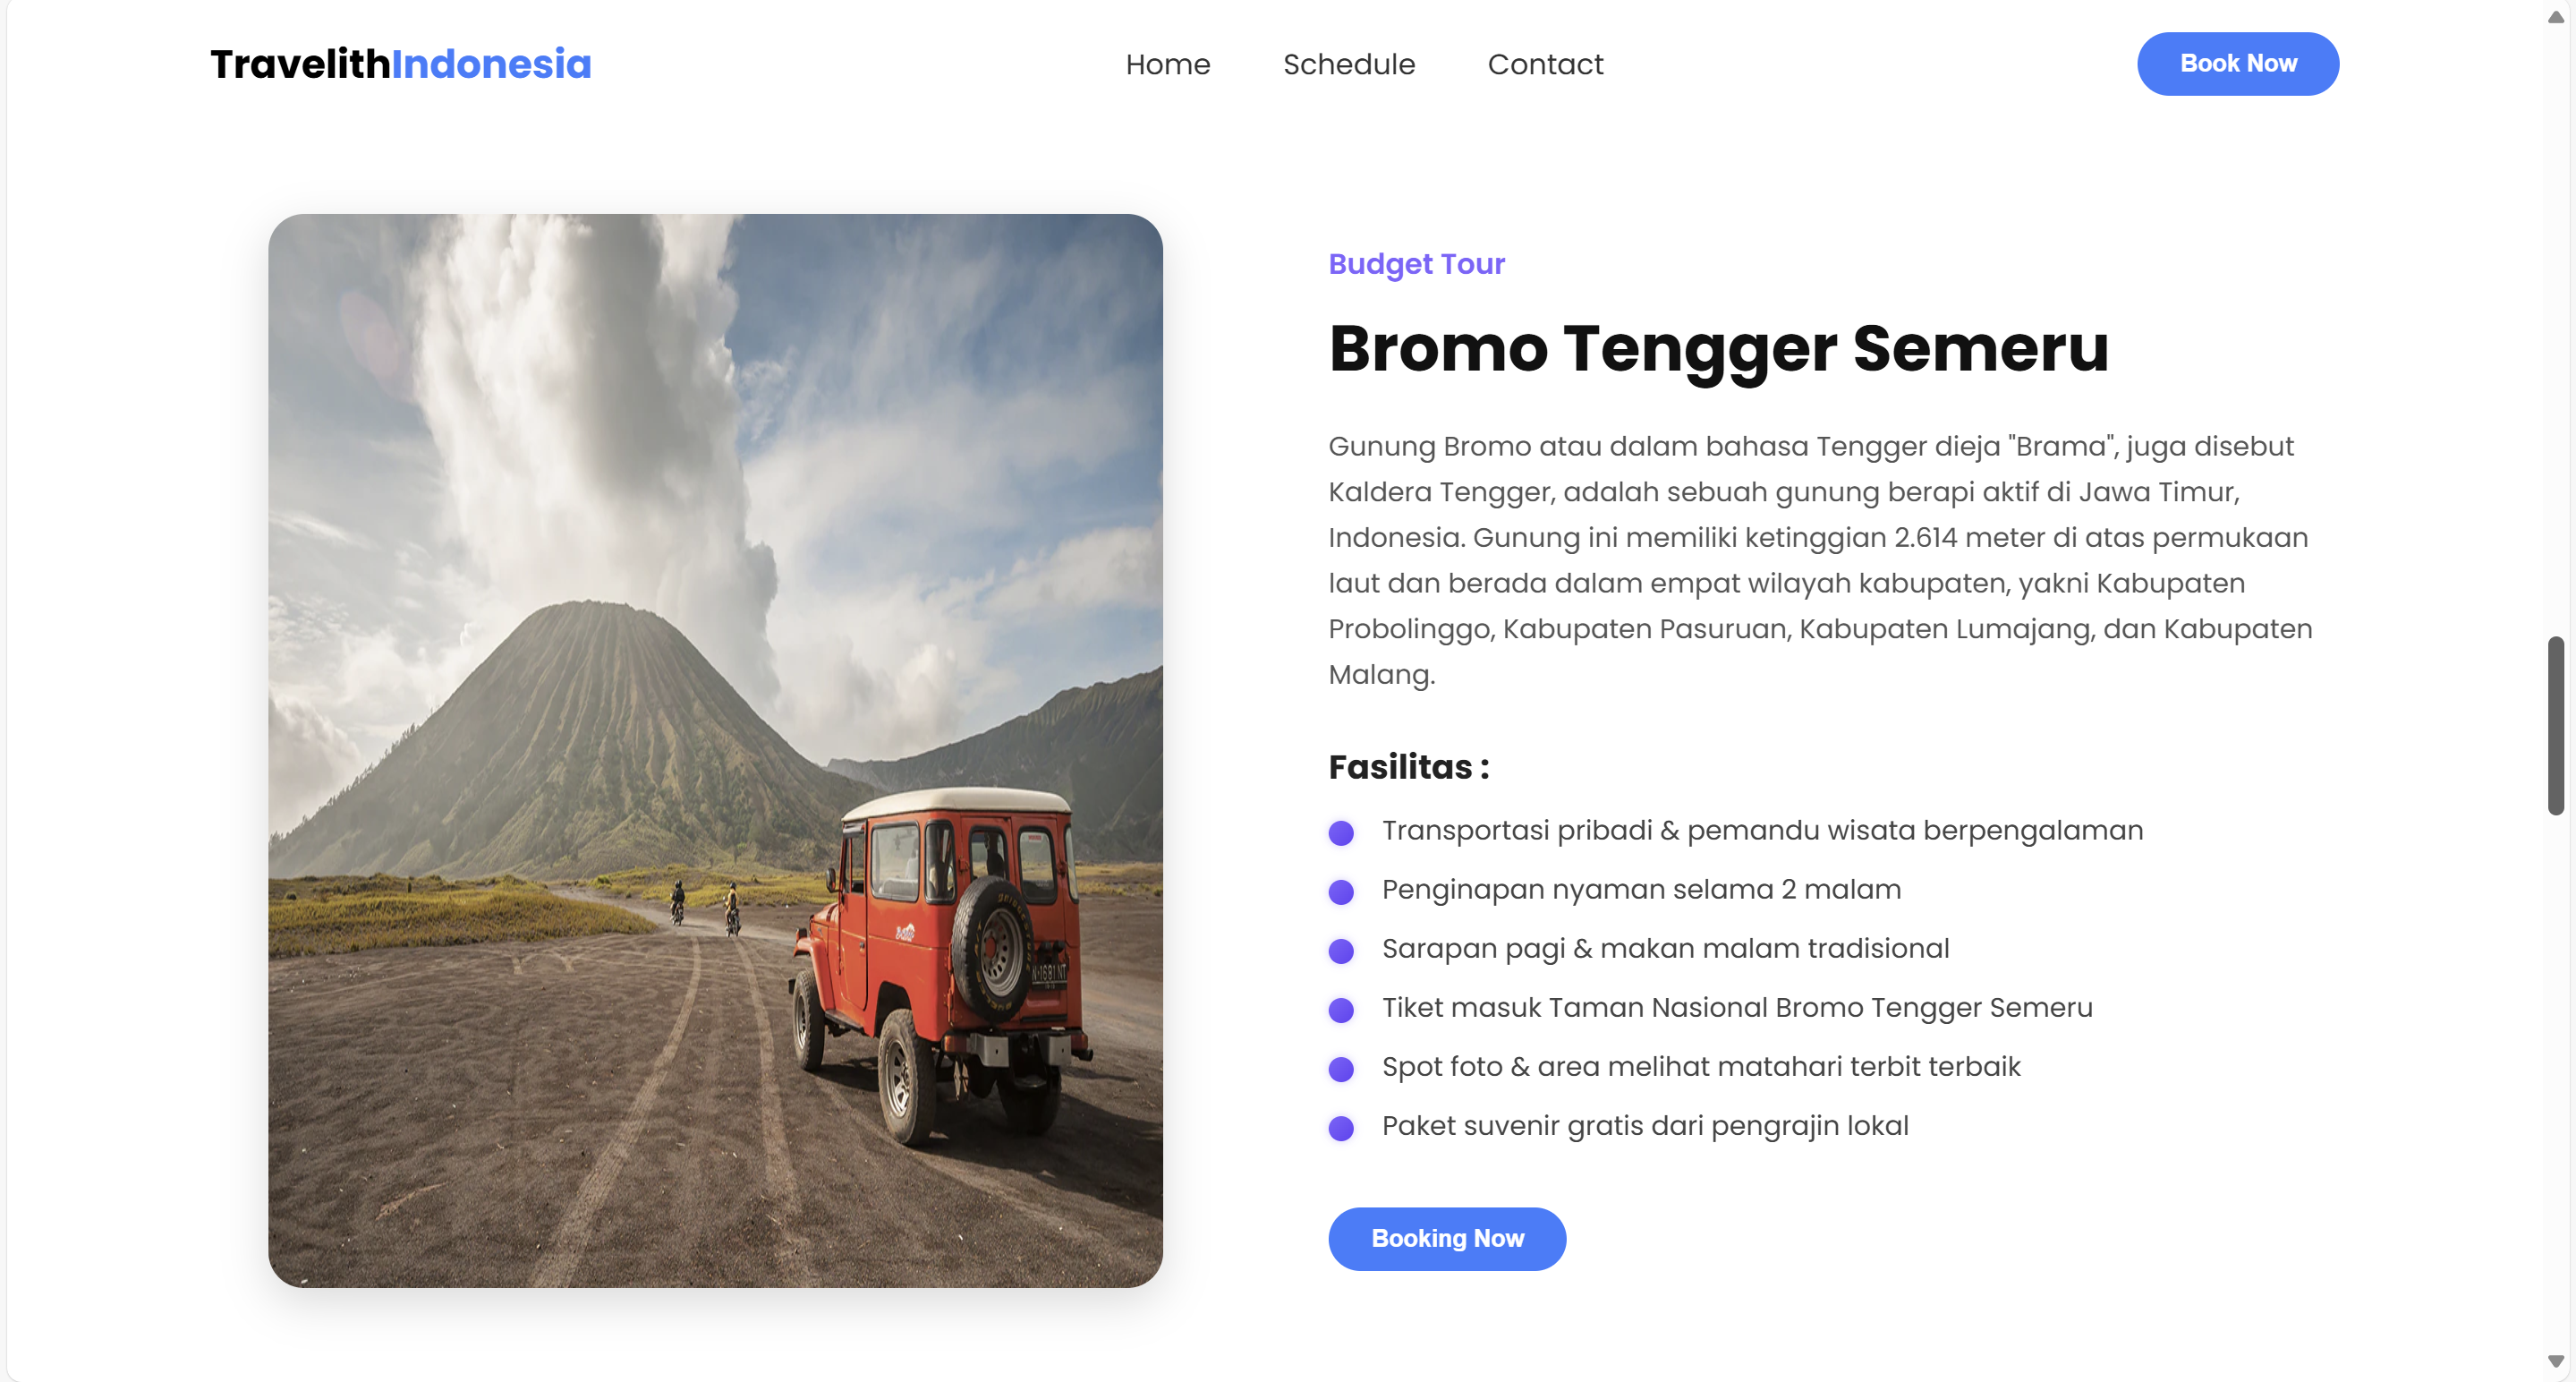 TravelithIndonesia
Home
Schedule
Contact
Book Now
Budget Tour
Bromo Tengger Semeru
Gunung Bromo atau dalam bahasa Tengger dieja "Brama", juga disebut
Kaldera Tengger, adalah sebuah gunung berapi aktif di Jawa Timur,
Indonesia. Gunung ini memiliki ketinggian 2.614 meter di atas permukaan
laut dan berada dalam empat wilayah kabupaten, yakni Kabupaten
Probolinggo, Kabupaten Pasuruan, Kabupaten Lumajang, dan Kabupaten
Malang.
Fasilitas :
Transportasi pribadi & pemandu wisata berpengalaman
Penginapan nyaman selama 2 malam
Sarapan pagi & makan malam tradisional
Tiket masuk Taman Nasional Bromo Tengger Semeru
Spot foto & area melihat matahari terbit terbaik
Paket suvenir gratis dari pengrajin lokal
Booking Now